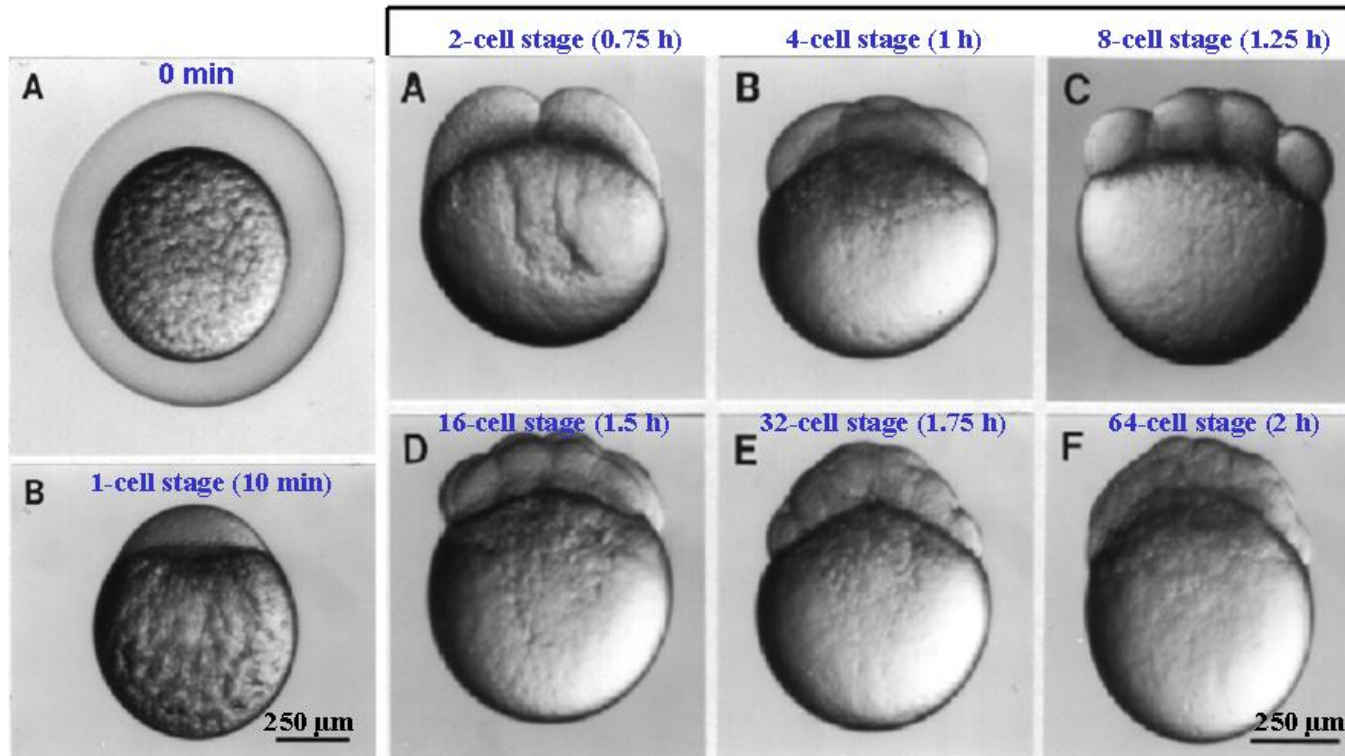 2-cell stage (0.75 h)
4-cell stage (1 h)
8-cell stage (1.25 h)
A
0 min
A
B
C
B
1-cell stage (10 min)
250 µm
D
16-cell stage (1.5 h)
E
32-cell stage (1.75 h)
F
64-cell stage (2 h)
250 µm